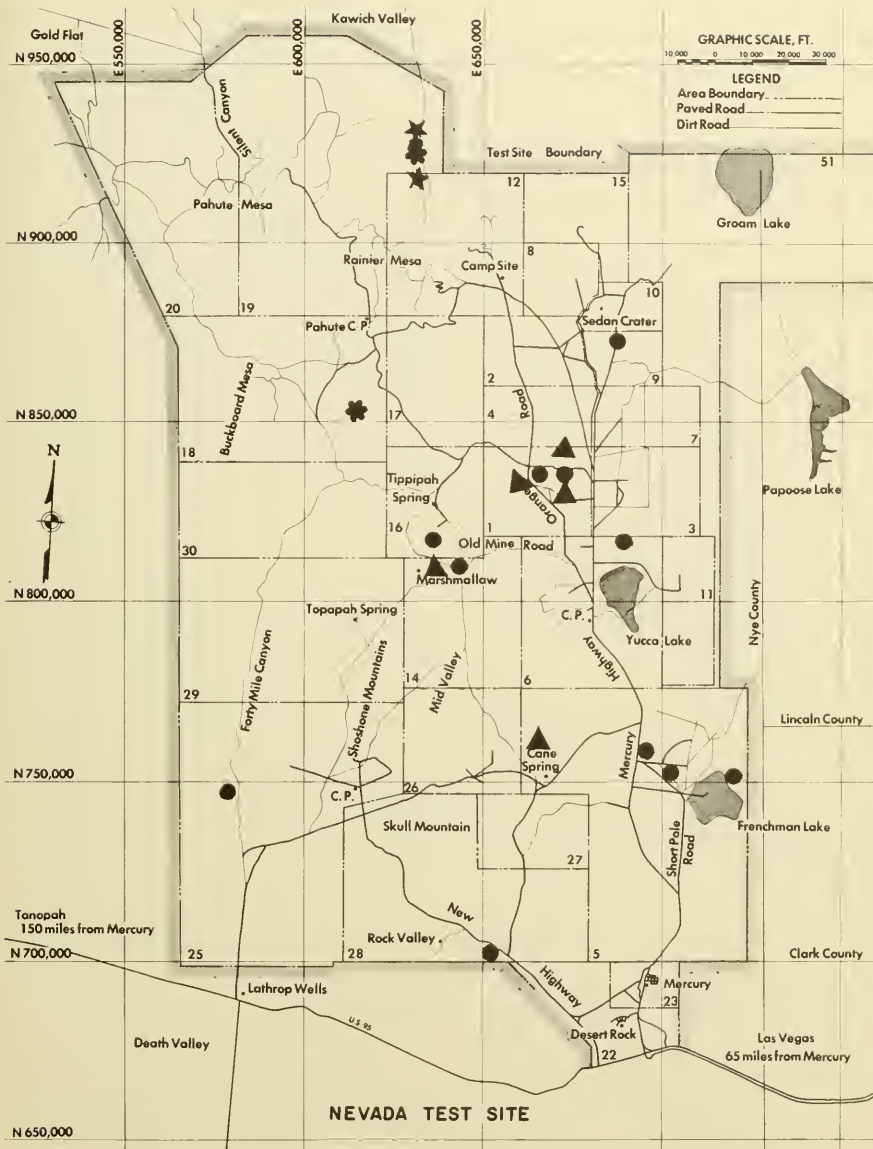 Kawich Valley
Gold Flat
E 550,000
E 600,000
E 650,000
N 950,000
GRAPHIC SCALE, FT.
10,000 0 10,000 20,000 30,000
LEGEND
Area Boundary
Paved Road
Dirt Road
Silent Canyon
Test Site Boundary
51
12
15
Pahute Mesa
Groam Lake
N 900,000
Rainier Mesa
Camp Site
8
10
20
19
Pahute C.P.
Sedan Crater
Buckboard Mesa
2
9
17
4
Road
N 850,000
7
18
N
Tippipah
Spring
Orange
Papoose Lake
16
1
Old Mine Road
3
30
Marshmallaw
N 800,000
11
Topapah Spring
C.P.
Yucca Lake
Nye County
Forty Mile Canyon
Shoshone Mountains
Mid Valley
Highway
29
14
6
Lincoln County
Mercury
Cane
Spring
N 750,000
C.P.
26
Skull Mountain
Frenchman Lake
Short Pole
Road
27
Tanopah
150 miles from Mercury
New
Rock Valley
N 700,000
25
28
5
Clark County
Highway
Lathrop Wells
Mercury
23
US 95
Desert Rock
Death Valley
22
Las Vegas
65 miles from Mercury
NEVADA TEST SITE
N 650,000